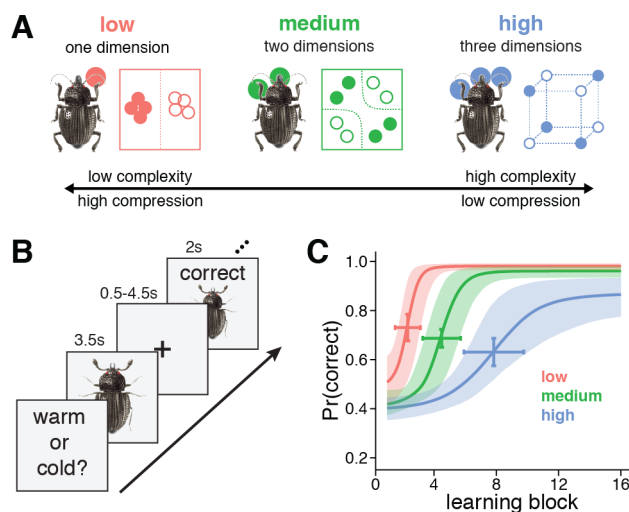 A
low
one dimension
medium
two dimensions
high
three dimensions
low complexity
high compression
high complexity
low compression
B
warm
or
cold?
3.5s
0.5-4.5s
+
2s
correct
C
Pr(correct)
1.0
0.8
0.6
0.4
0.2
low
medium
high
0
4
8
12
16
learning block